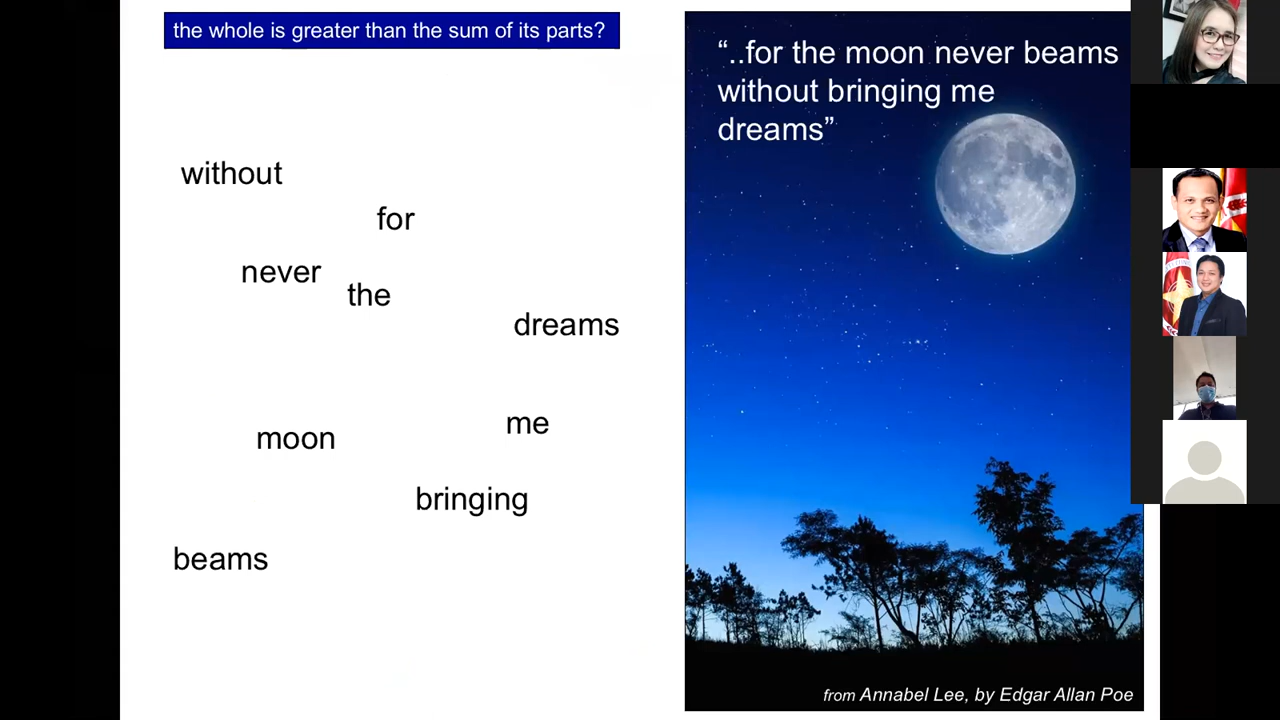 the whole is greater than the sum of its parts?
without
for
never
the
dreams
me
moon
bringing
beams
“..for the moon never beams
without bringing me
dreams”
from Annabel Lee, by Edgar Allan Poe